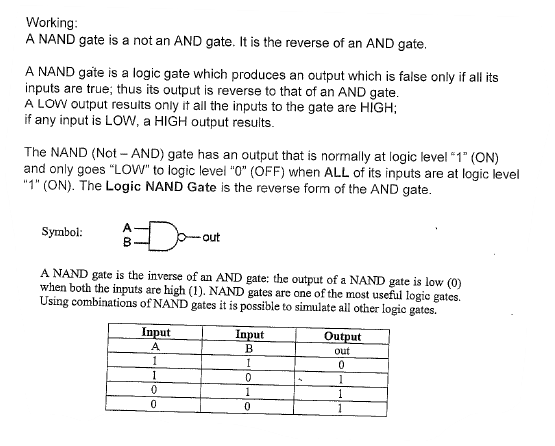 Working:
A NAND gate is a not an AND gate. It is the reverse of an AND gate.
A NAND gate is a logic gate which produces an output which is false only if all its
inputs are true; thus its output is reverse to that of an AND gate.
A LOW output results only if all the inputs to the gate are HIGH;
if any input is LOW, a HIGH output results.
The NAND (Not – AND) gate has an output that is normally at logic level "1" (ON)
and only goes "LOW" to logic level "0" (OFF) when ALL of its inputs are at logic level
"1" (ON). The Logic NAND Gate is the reverse form of the AND gate.
Symbol:
A
B
out
A NAND gate is the inverse of an AND gate; the output of a NAND gate is low (0)
when both the inputs are high (1). NAND gates are one of the most useful logic gates.
Using combinations of NAND gates it is possible to simulate all other logic gates.
Input Input Output
A B out
1 1 0
1 0 1
0 1 1
0 0 1